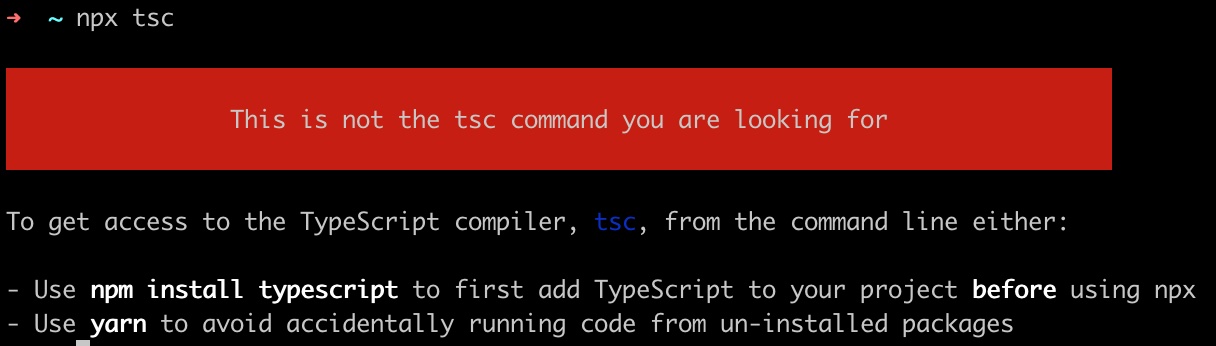 ➜ ~ npx tsc
This is not the tsc command you are looking for
To get access to the TypeScript compiler, tsc, from the command line either:
- Use npm install typescript to first add TypeScript to your project before using npx
- Use yarn to avoid accidentally running code from un-installed packages